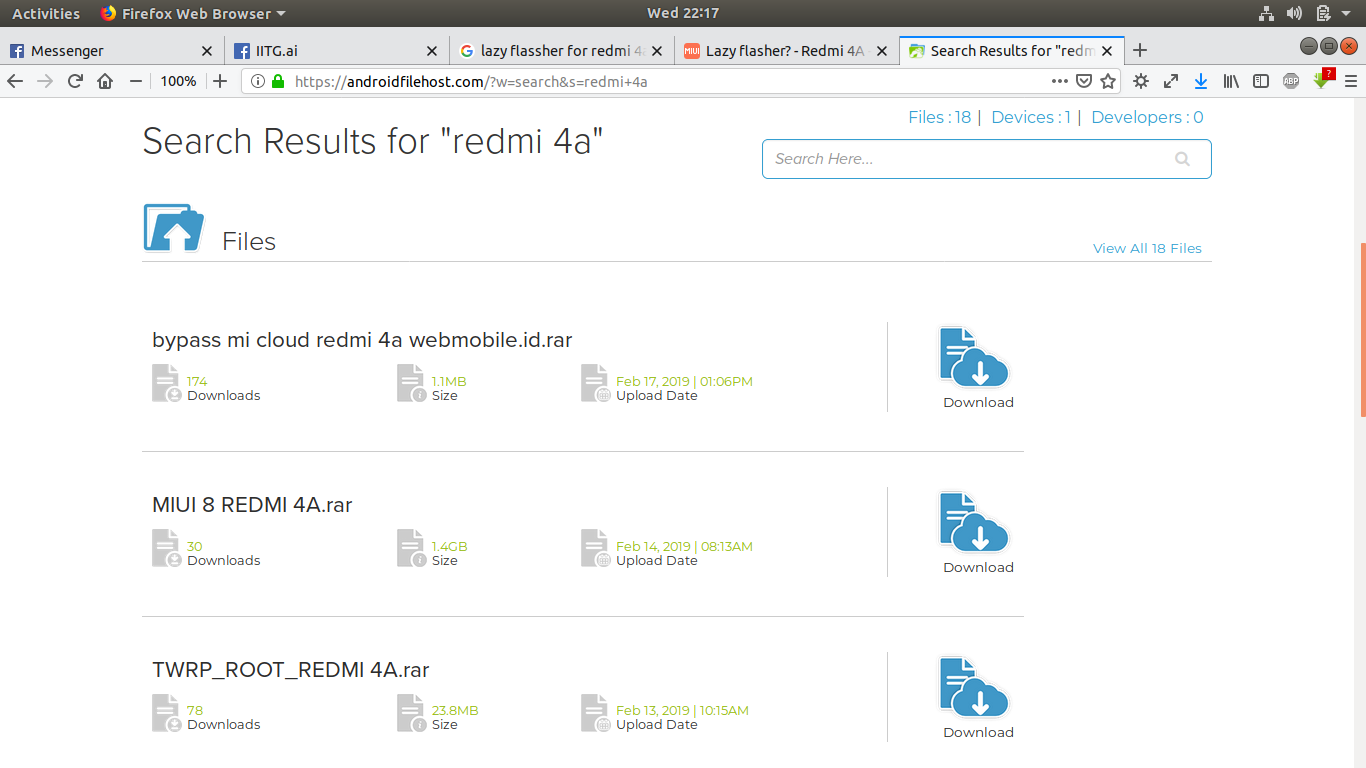 Activities Firefox Web Browser Wed 22:17
Messenger IITG.ai lazy flassher for redmi 4a Lazy flasher? - Redmi 4A - Search Results for "redm
100% https://androidfilehost.com/?w=search&s=redmi+4a ABP ?
Files : 18 | Devices : 1 | Developers : 0
Search Results for "redmi 4a"
Search Here...
Files
View All 18 Files
bypass mi cloud redmi 4a webmobile.id.rar
174 1.1MB Feb 17, 2019 | 01:06PM
Downloads Size Upload Date
Download
MIUI 8 REDMI 4A.rar
30 1.4GB Feb 14, 2019 | 08:13AM
Downloads Size Upload Date
Download
TWRP_ROOT_REDMI 4A.rar
78 23.8MB Feb 13, 2019 | 10:15AM
Downloads Size Upload Date
Download